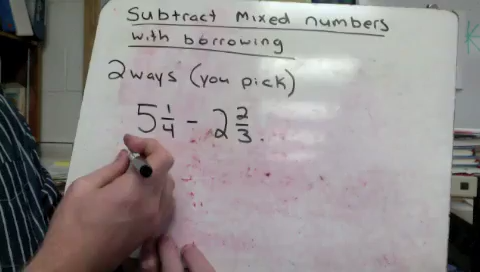 Subtract Mixed numbers
with borrowing
2 ways (you pick)
5 1/4 - 2 2/3